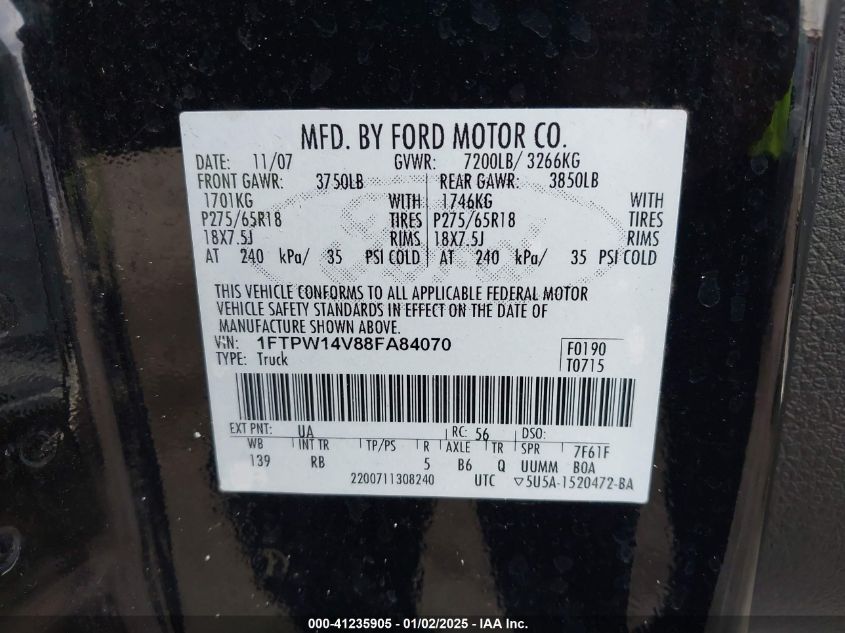 MFD. BY FORD MOTOR CO.
DATE: 11/07 GVWR: 7200LB/ 3266KG
FRONT GAWR: 3750LB REAR GAWR: 3850LB
1701KG WITH 1746KG WITH
P275/65R18 TIRES P275/65R18 TIRES
18X7.5J RIMS 18X7.5J RIMS
AT 240 kPa/ 35 PSI COLD AT 240 kPa/ 35 PSI COLD
THIS VEHICLE CONFORMS TO ALL APPLICABLE FEDERAL MOTOR
VEHICLE SAFETY STANDARDS IN EFFECT ON THE DATE OF
MANUFACTURE SHOWN ABOVE.
VIN: 1FTPW14V88FA84070 F0190
TYPE: Truck T0715
EXT PNT: UA RC: 56 DSO:
WB INT TR TP/PS R AXLE TR SPR 7F61F
139 RB 5 B6 Q UUMM BOA
2200711308240 UTC ▽5U5A-1520472-BA
000-41235905 - 01/02/2025 - IAA Inc.